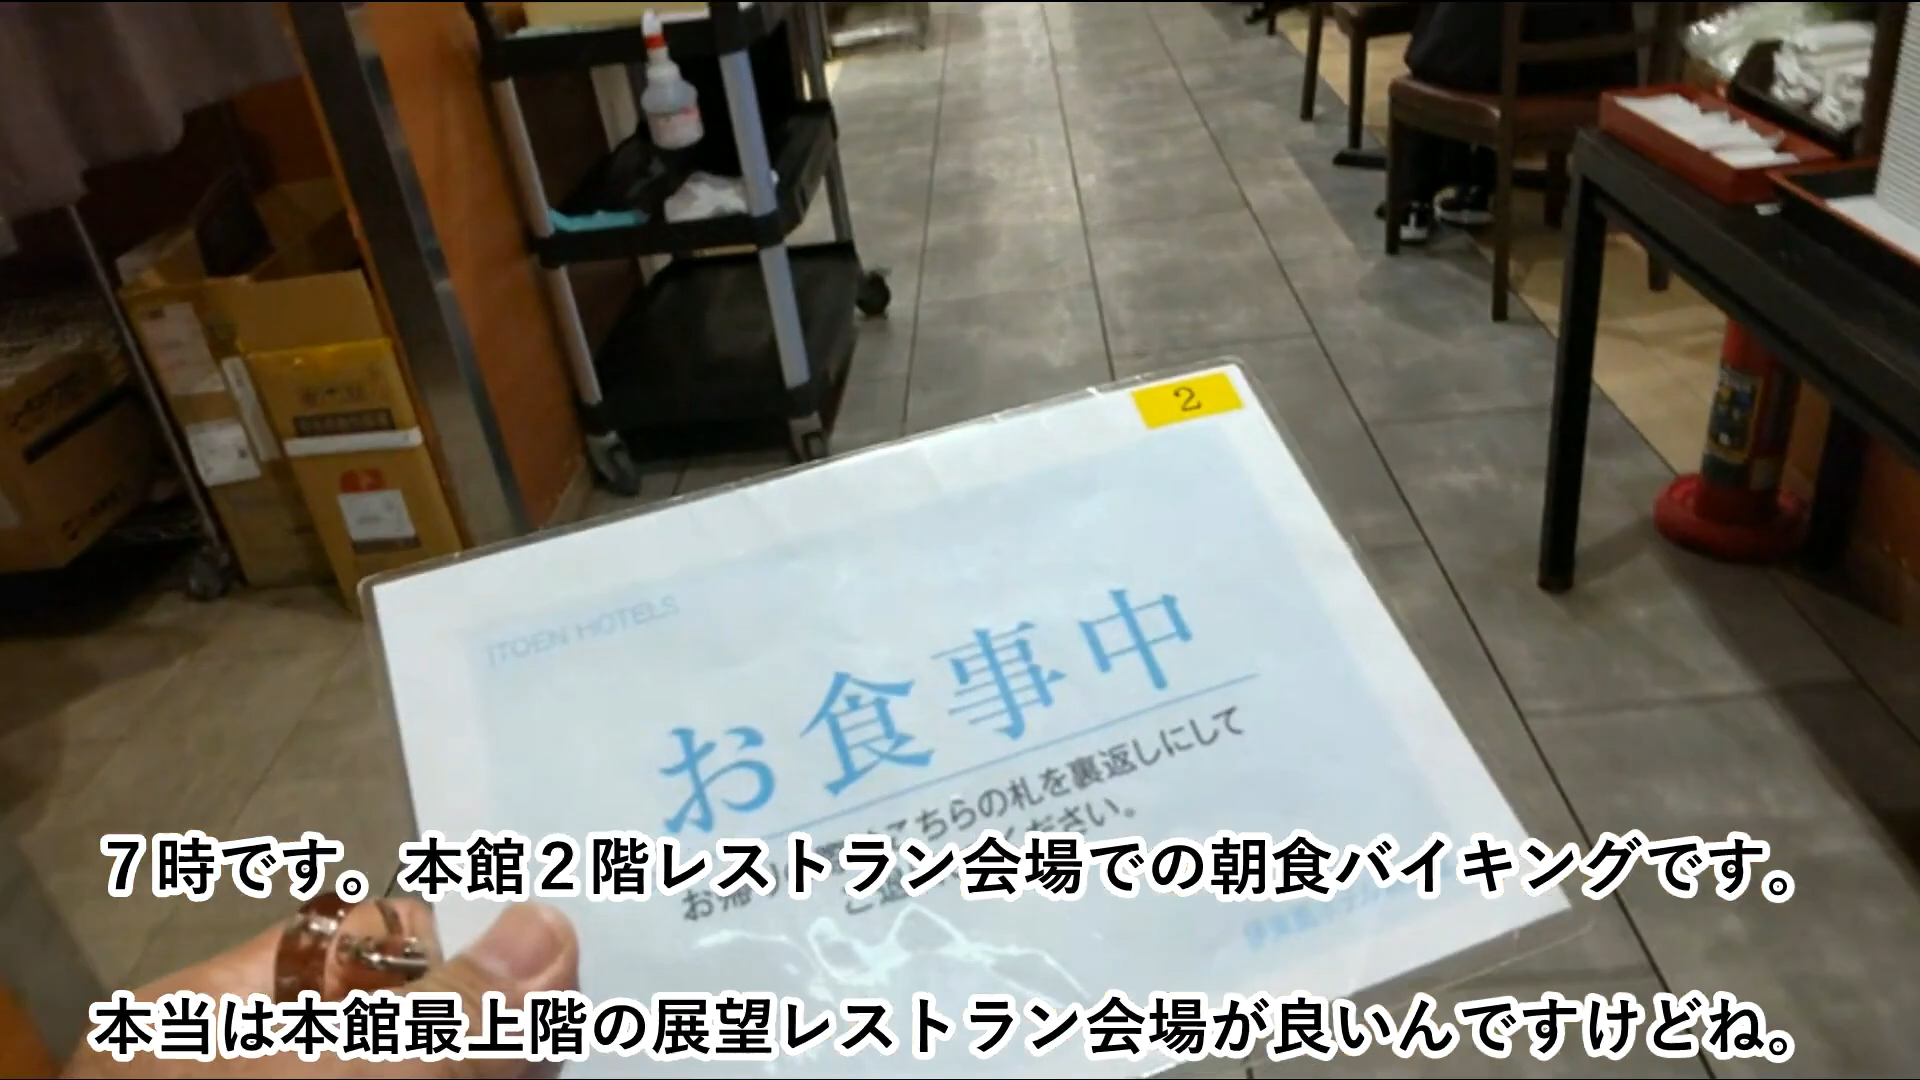 2
ITOEN HOTELS
お食事中
こちらの札を裏返しにして
ください。
7時です。本館2階レストラン会場での朝食バイキングです。
本当は本館最上階の展望レストラン会場が良いんですけどね。